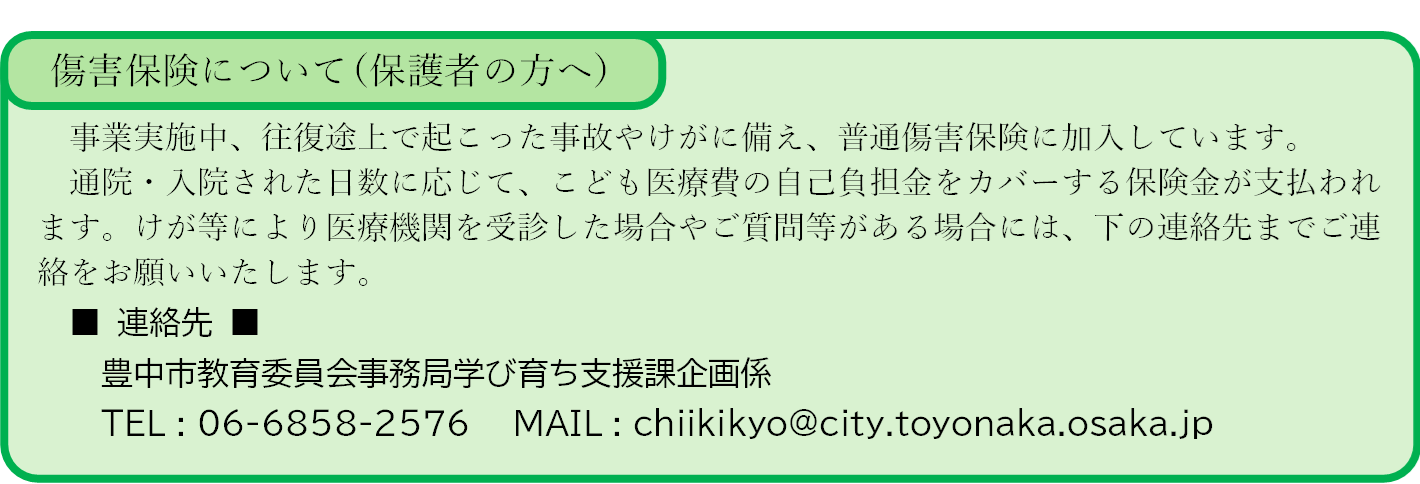 傷害保険について(保護者の方へ)
事業実施中、往復途上で起こった事故やけがに備え、普通傷害保険に加入しています。
通院・入院された日数に応じて、こども医療費の自己負担金をカバーする保険金が支払われ
ます。けが等により医療機関を受診した場合やご質問等がある場合には、下の連絡先までご連
絡をお願いいたします。
■ 連絡先 ■
豊中市教育委員会事務局学び育ち支援課企画係
TEL：06-6858-2576 MAIL：chiikikyo@city.toyonaka.osaka.jp